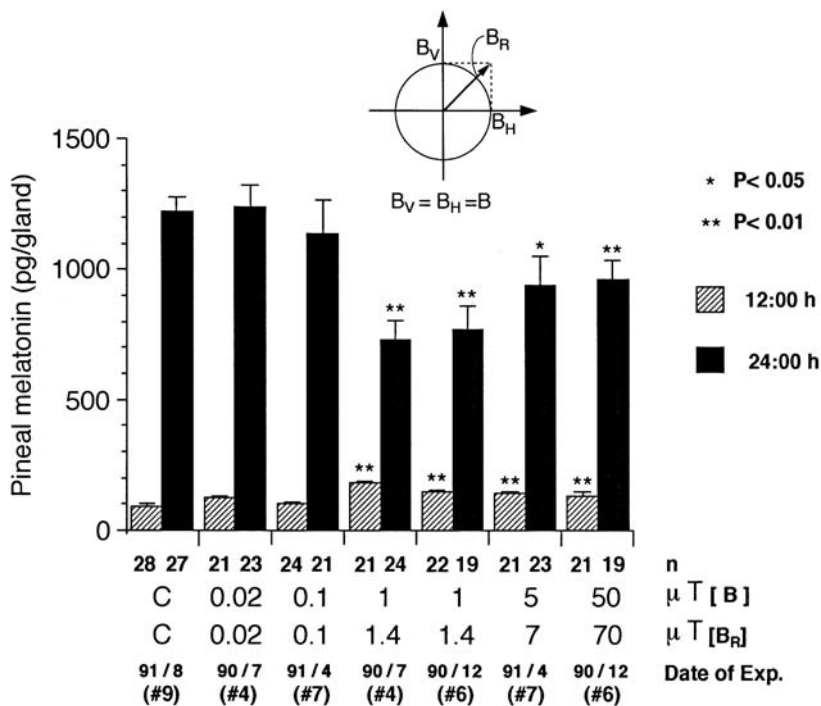 B_V
B_R
B_H
B_V = B_H = B
Pineal melatonin (pg/gland)
1500
1000
500
0
* P< 0.05
** P< 0.01
12:00 h
24:00 h
** ** * **
** ** ** **
28 27 21 23 24 21 21 24 22 19 21 23 21 19 n
C 0.02 0.1 1 1 5 50 μT [ B ]
C 0.02 0.1 1.4 1.4 7 70 μT [B_R]
91 / 8 90 / 7 91 / 4 90 / 7 90 / 12 91 / 4 90 / 12 Date of Exp.
(#9) (#4) (#7) (#4) (#6) (#7) (#6)